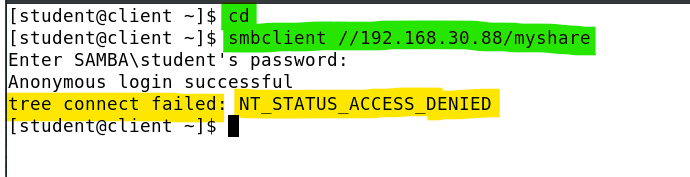 [student@client ~]$ cd
[student@client ~]$ smbclient //192.168.30.88/myshare
Enter SAMBA\student's password:
Anonymous login successful
tree connect failed: NT_STATUS_ACCESS_DENIED
[student@client ~]$